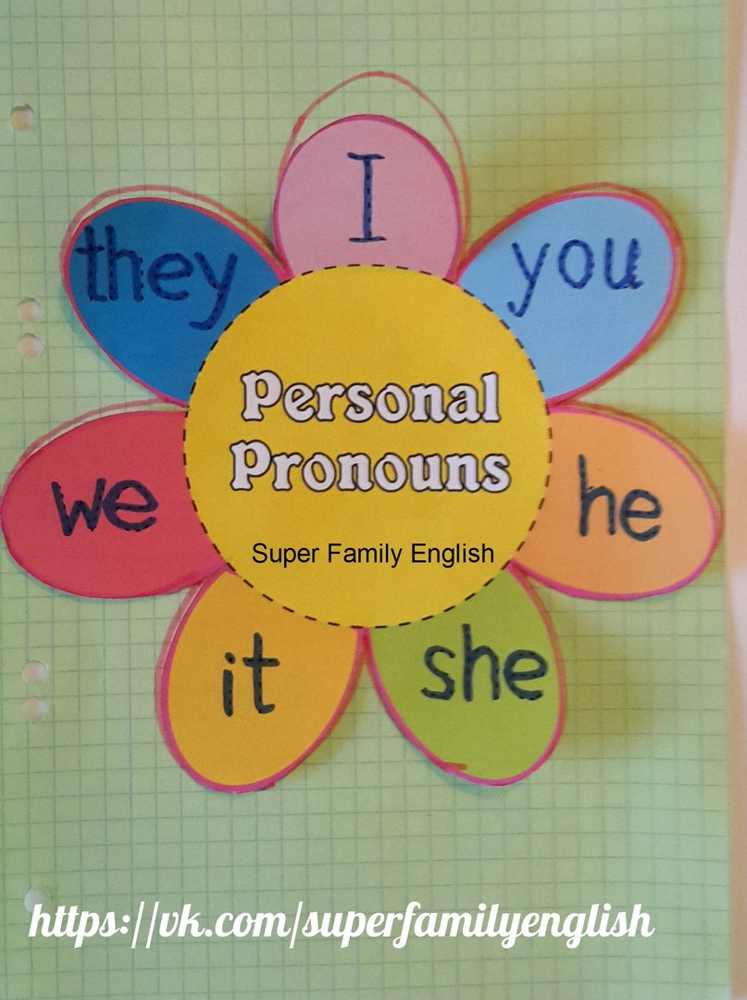 I
you
he
she
it
we
they
Personal
Pronouns
Super Family English
https://vk.com/superfamilyenglish